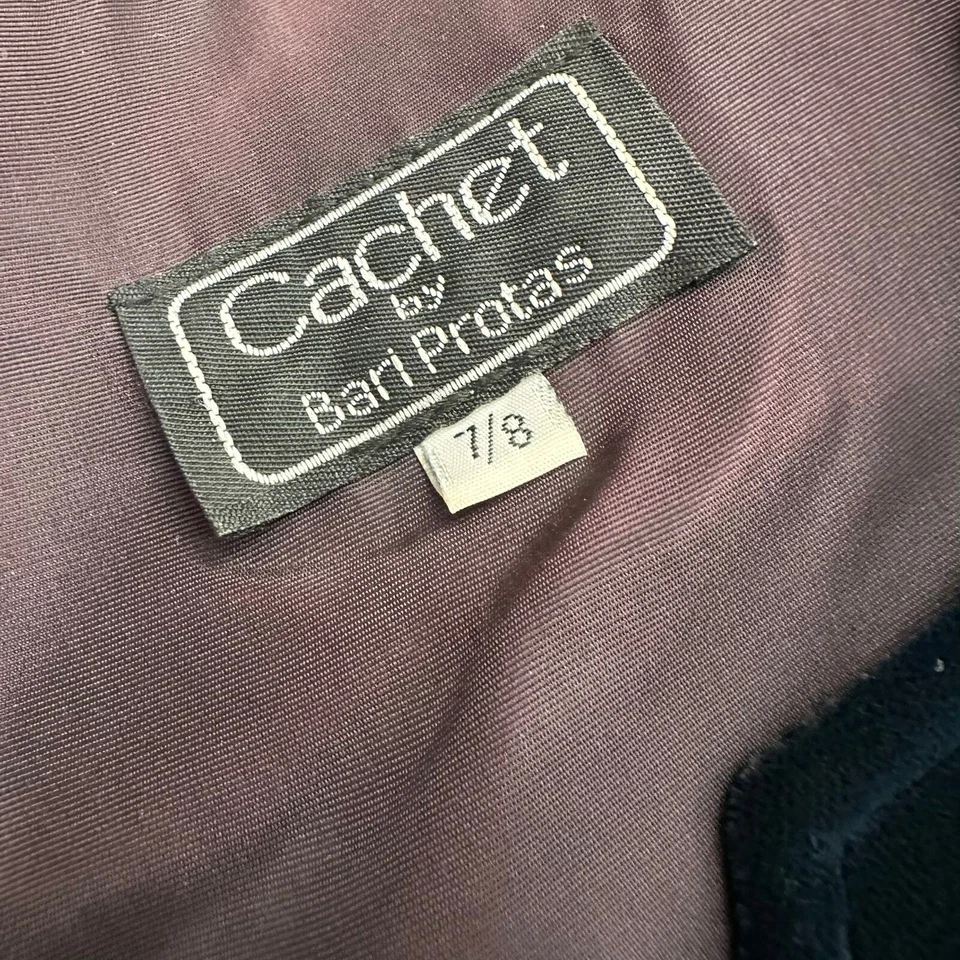 Cachet
by
Bari Protas
7/8